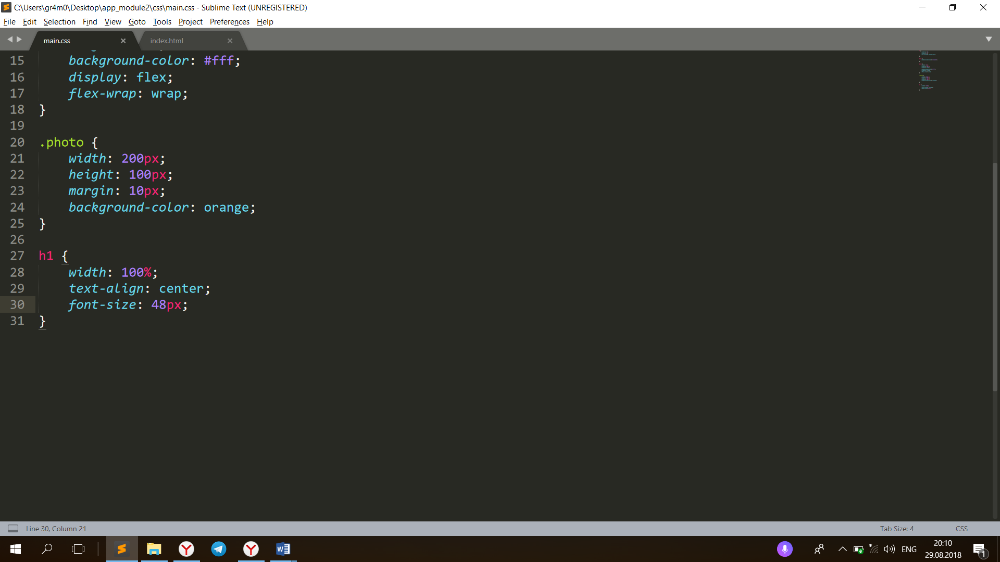 C:\Users\gr4m0\Desktop\app_module2\css\main.css - Sublime Text (UNREGISTERED)
File Edit Selection Find View Goto Tools Project Preferences Help
main.css index.html
15 background-color: #fff;
16 display: flex;
17 flex-wrap: wrap;
18 }
19
20 .photo {
21 width: 200px;
22 height: 100px;
23 margin: 10px;
24 background-color: orange;
25 }
26
27 h1 {
28 width: 100%;
29 text-align: center;
30 font-size: 48px;
31 }
Line 30, Column 21 Tab Size: 4 CSS
ENG 20:10
29.08.2018
1